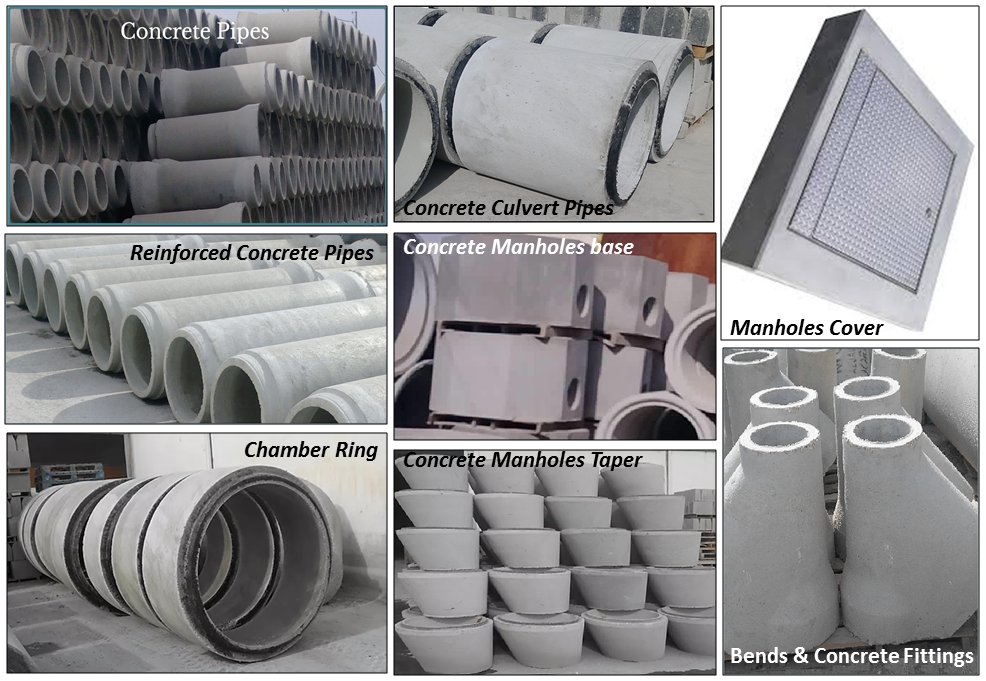 Concrete Pipes
Concrete Culvert Pipes
Manholes Cover
Reinforced Concrete Pipes
Concrete Manholes base
Chamber Ring
Concrete Manholes Taper
Bends & Concrete Fittings